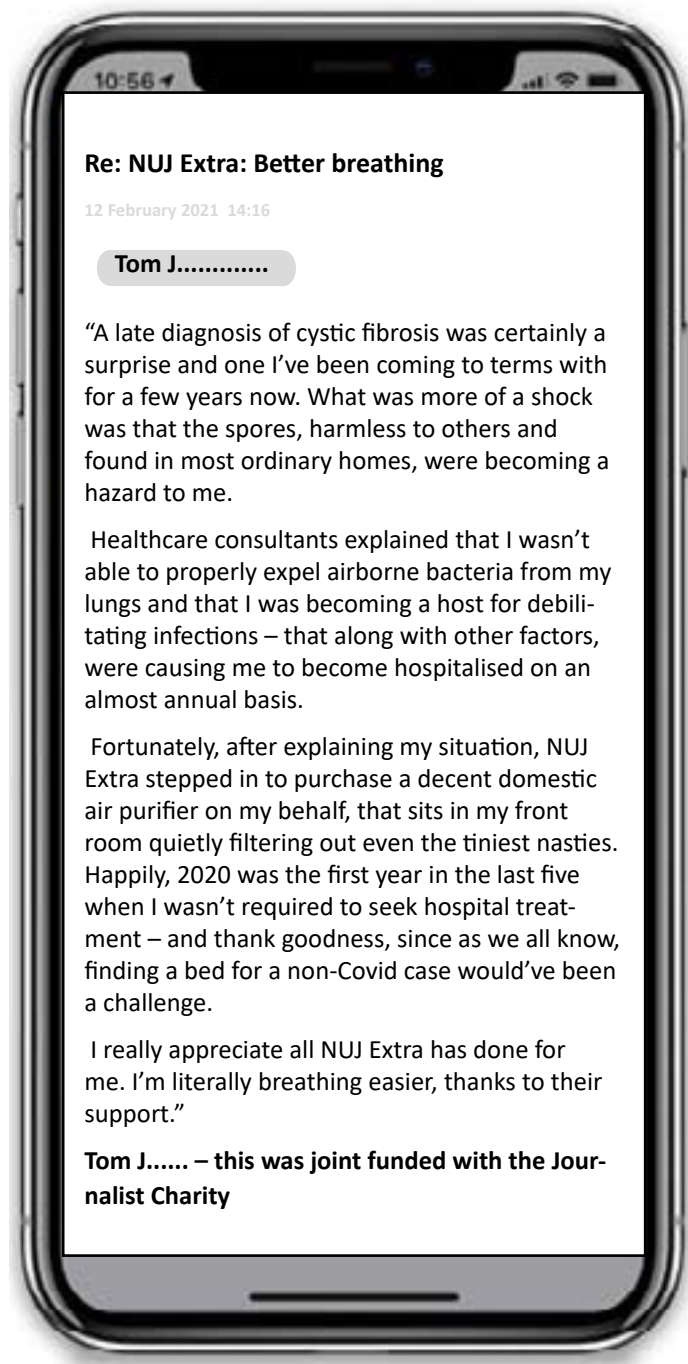 10:56
Re: NUJ Extra: Better breathing
12 February 2021 14:16
Tom J.............
“A late diagnosis of cystic fibrosis was certainly a
surprise and one I’ve been coming to terms with
for a few years now. What was more of a shock
was that the spores, harmless to others and
found in most ordinary homes, were becoming a
hazard to me.
Healthcare consultants explained that I wasn’t
able to properly expel airborne bacteria from my
lungs and that I was becoming a host for debili-
tating infections – that along with other factors,
were causing me to become hospitalised on an
almost annual basis.
Fortunately, after explaining my situation, NUJ
Extra stepped in to purchase a decent domestic
air purifier on my behalf, that sits in my front
room quietly filtering out even the tiniest nasties.
Happily, 2020 was the first year in the last five
when I wasn’t required to seek hospital treat-
ment – and thank goodness, since as we all know,
finding a bed for a non-Covid case would’ve been
a challenge.
I really appreciate all NUJ Extra has done for
me. I’m literally breathing easier, thanks to their
support.”
Tom J...... – this was joint funded with the Jour-
nalist Charity